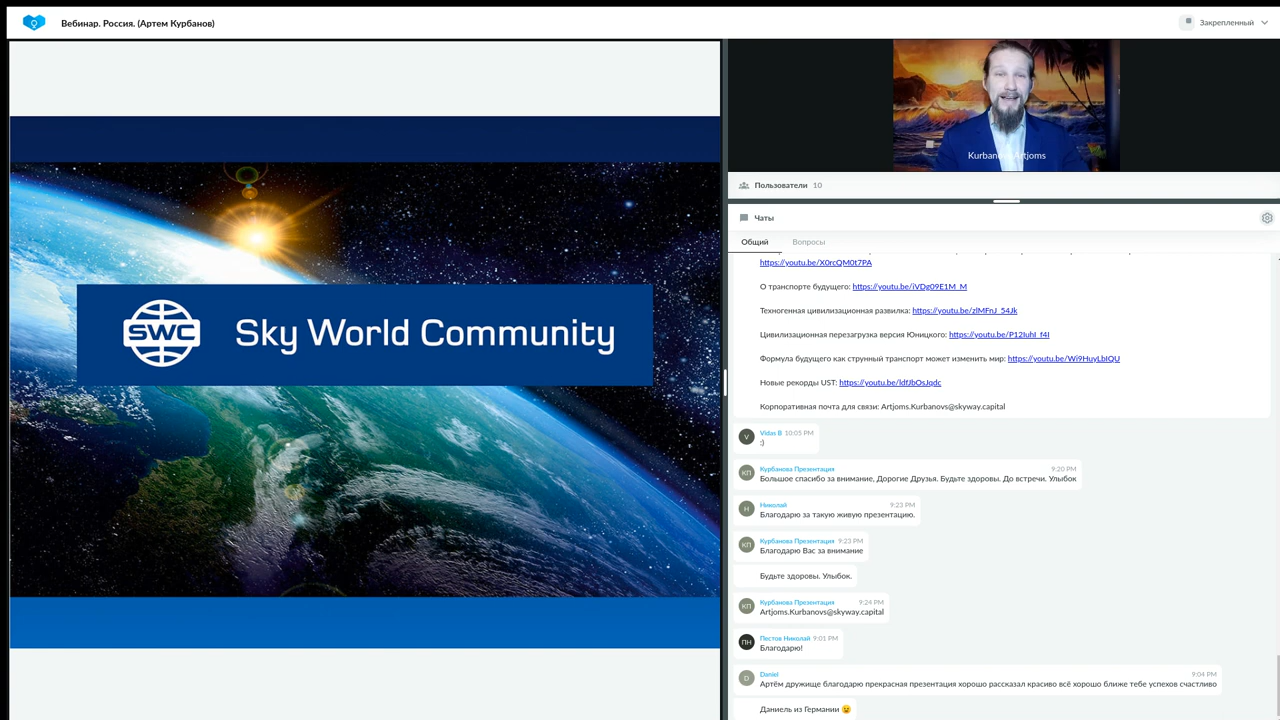 Вебинар. Россия. (Артем Курбанов)
Закрепленный
SWC Sky World Community
Пользователи 10
Чаты
Общий Вопросы
https://youtu.be/X0rcQM0t7PA
О транспорте будущего: https://youtu.be/iVDg09E1M_M
Техногенная цивилизационная развилка: https://youtu.be/zlMFnJ_54Jk
Цивилизационная перезагрузка версия Юницкого: https://youtu.be/P12IuhI_f4I
Формула будущего как струнный транспорт может изменить мир: https://youtu.be/Wi9HuyLbIQU
Новые рекорды UST: https://youtu.be/ldfJbOsJqdc
Корпоративная почта для связи: Artjoms.Kurbanovs@skyway.capital
V Vidas B 10:05 PM
:)
КП Курбанова Презентация 9:20 PM
Большое спасибо за внимание, Дорогие Друзья. Будьте здоровы. До встречи. Улыбок
Н Николай 9:23 PM
Благодарю за такую живую презентацию.
КП Курбанова Презентация 9:23 PM
Благодарю Вас за внимание
Будьте здоровы. Улыбок.
КП Курбанова Презентация 9:24 PM
Artjoms.Kurbanovs@skyway.capital
ПН Пестов Николай 9:01 PM
Благодарю!
D Daniel 9:04 PM
Артём дружище благодарю прекрасная презентация хорошо рассказал красиво всё хорошо ближе тебе успехов счастливо
Даниель из Германии 😉